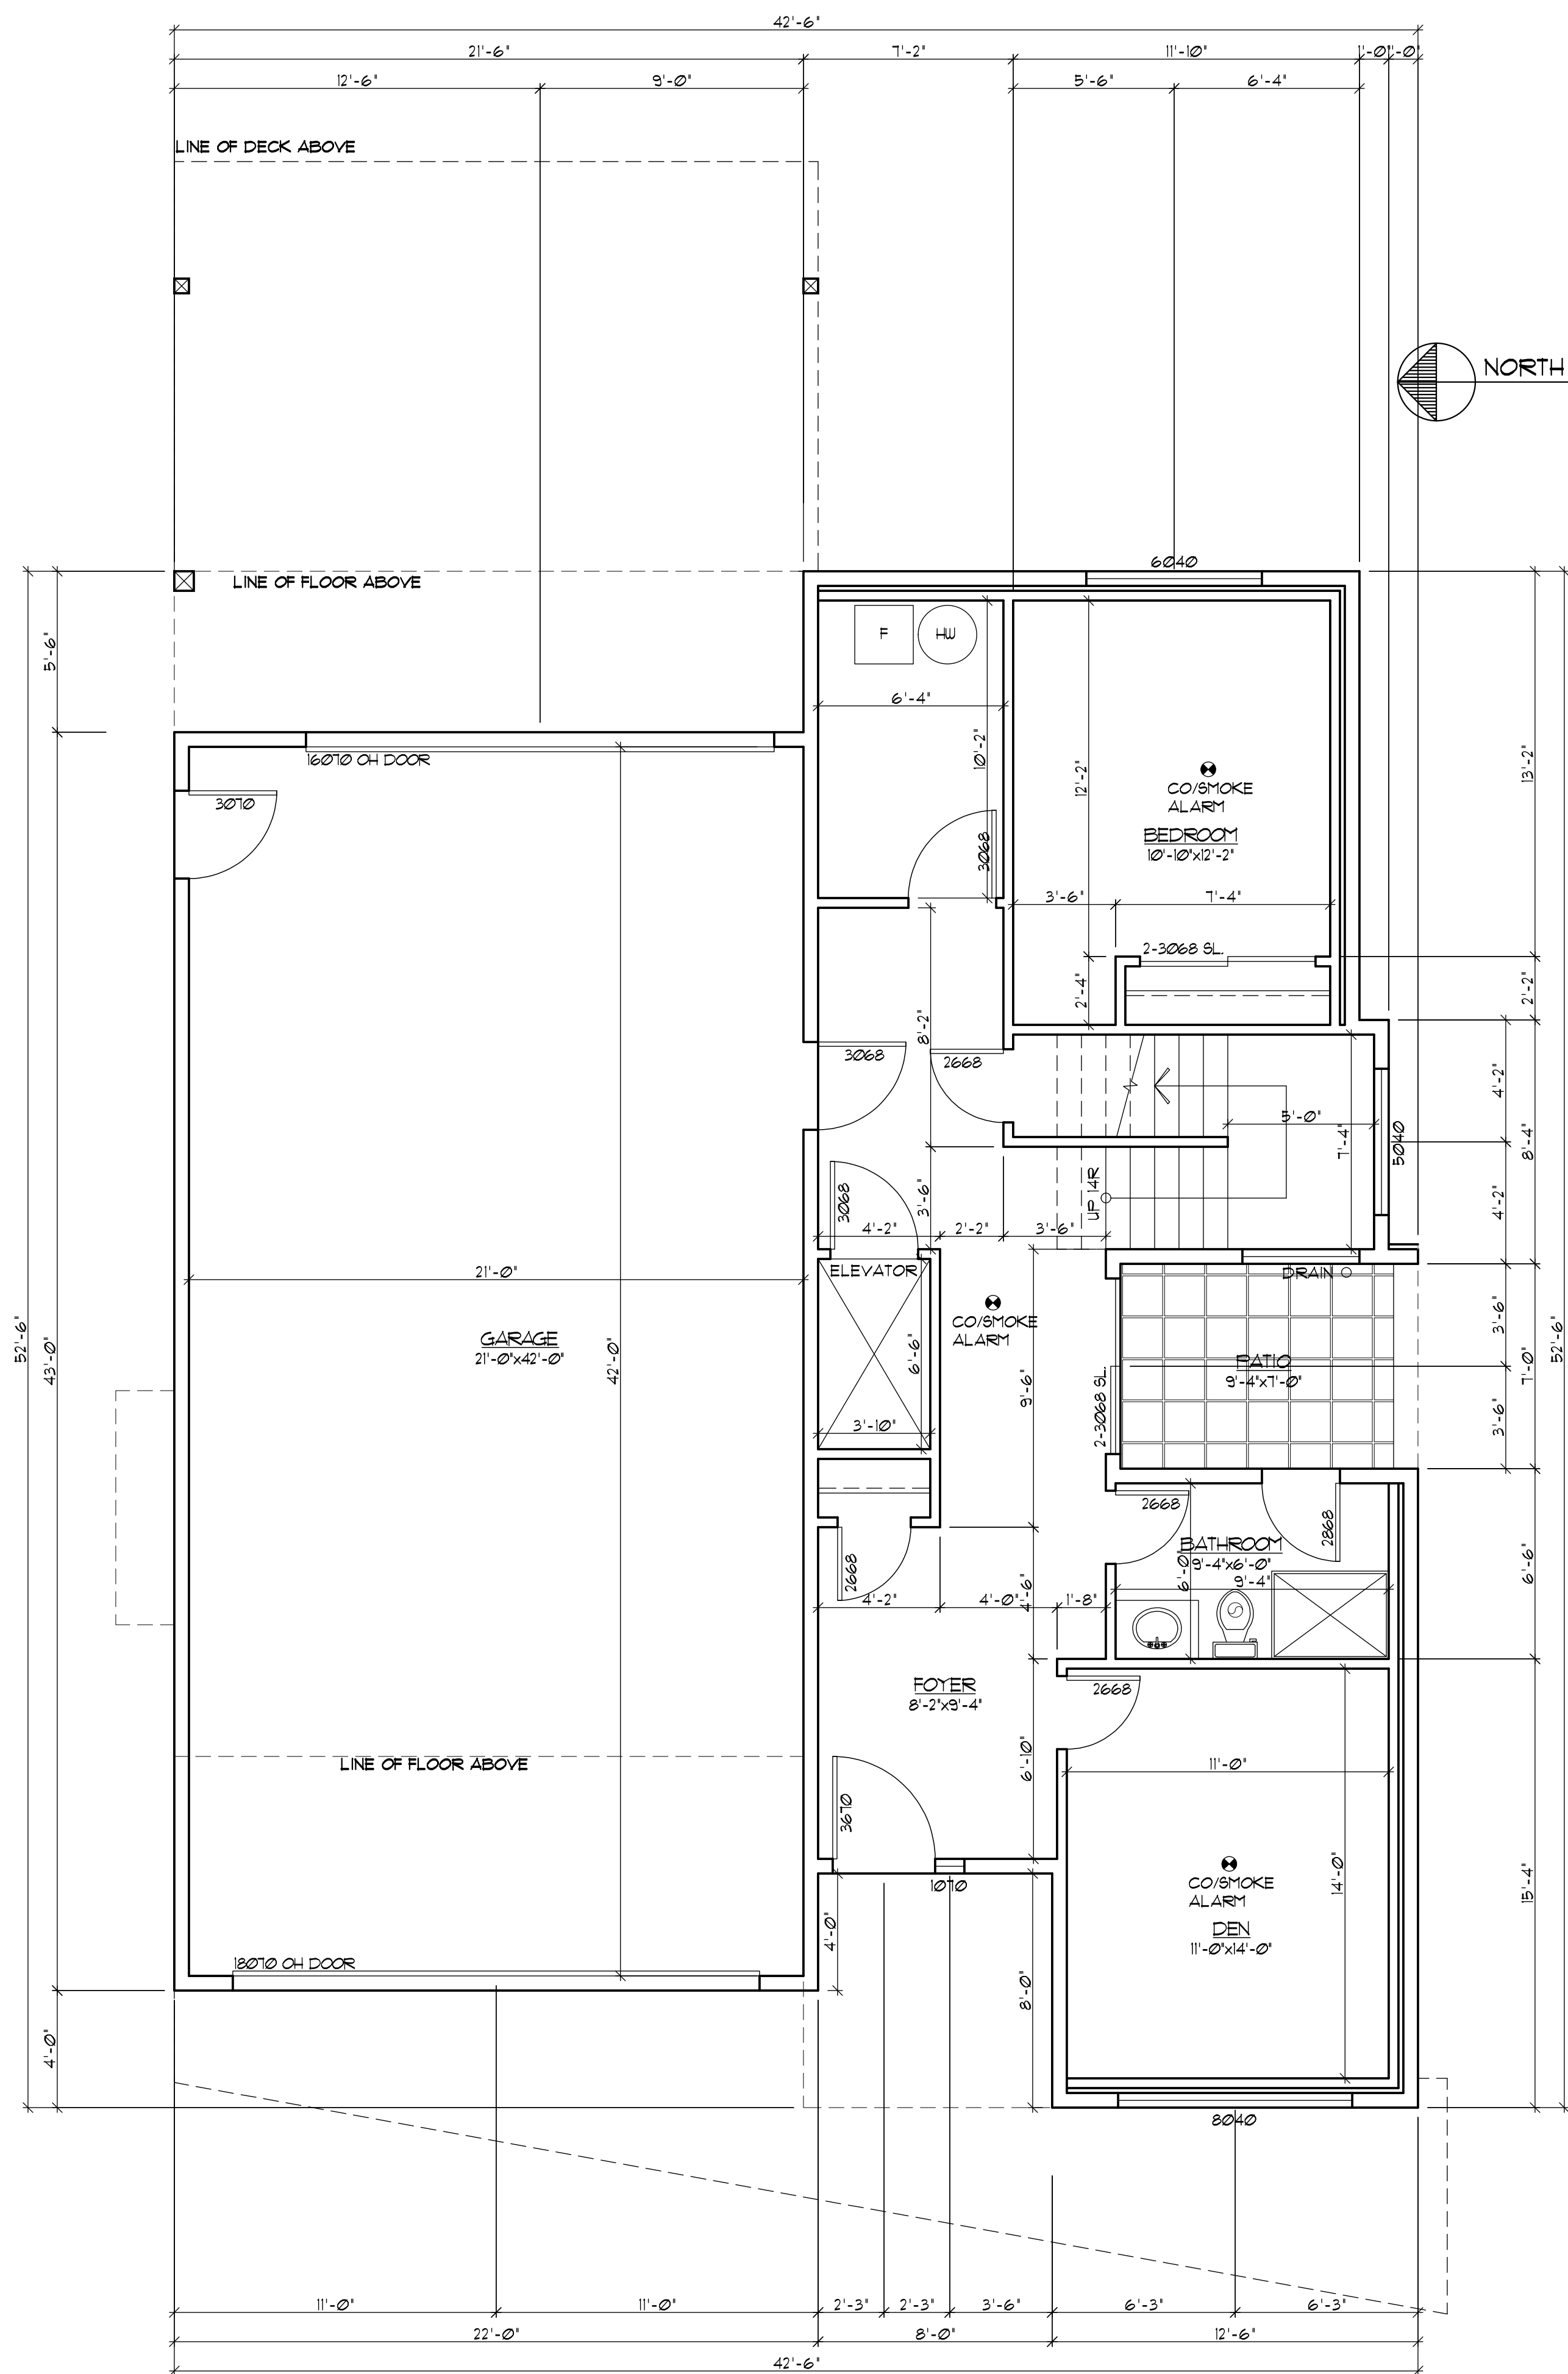 42'-6"
21'-6"
7'-2"
11'-10"
1'-0"
1'-0"
12'-6"
9'-0"
5'-6"
6'-4"
LINE OF DECK ABOVE
NORTH
6040
LINE OF FLOOR ABOVE
F
HW
5'-6"
6'-4"
10'-2"
12'-2"
13'-2"
16070 OH DOOR
3070
CO/SMOKE
ALARM
BEDROOM
10'-10"x12'-2"
3068
3'-6"
7'-4"
2-3068 SL.
2'-4"
2'-2"
8'-2"
3068
2668
4'-2"
5'-0"
7'-4"
5040
8'-4"
UP 14R
3068
3'-6"
4'-2"
4'-2"
2'-2"
3'-6"
ELEVATOR
DRAIN
21'-0"
CO/SMOKE
ALARM
3'-6"
GARAGE
21'-0"x42'-0"
42'-0"
52'-6"
43'-0"
6'-6"
9'-6"
2-3068 SL.
PATIO
9'-4"x7'-0"
7'-0"
52'-6"
3'-6"
3'-10"
2668
2868
BATHROOM
9'-4"x6'-0"
6'-0"
9'-4"
6'-6"
2668
4'-2"
4'-0"
4'-6"
1'-8"
FOYER
8'-2"x9'-4"
2668
LINE OF FLOOR ABOVE
6'-10"
11'-0"
3670
1070
CO/SMOKE
ALARM
14'-0"
DEN
11'-0"x14'-0"
15'-4"
18070 OH DOOR
4'-0"
8'-0"
4'-0"
8040
11'-0"
11'-0"
2'-3"
2'-3"
3'-6"
6'-3"
6'-3"
22'-0"
8'-0"
12'-6"
42'-6"